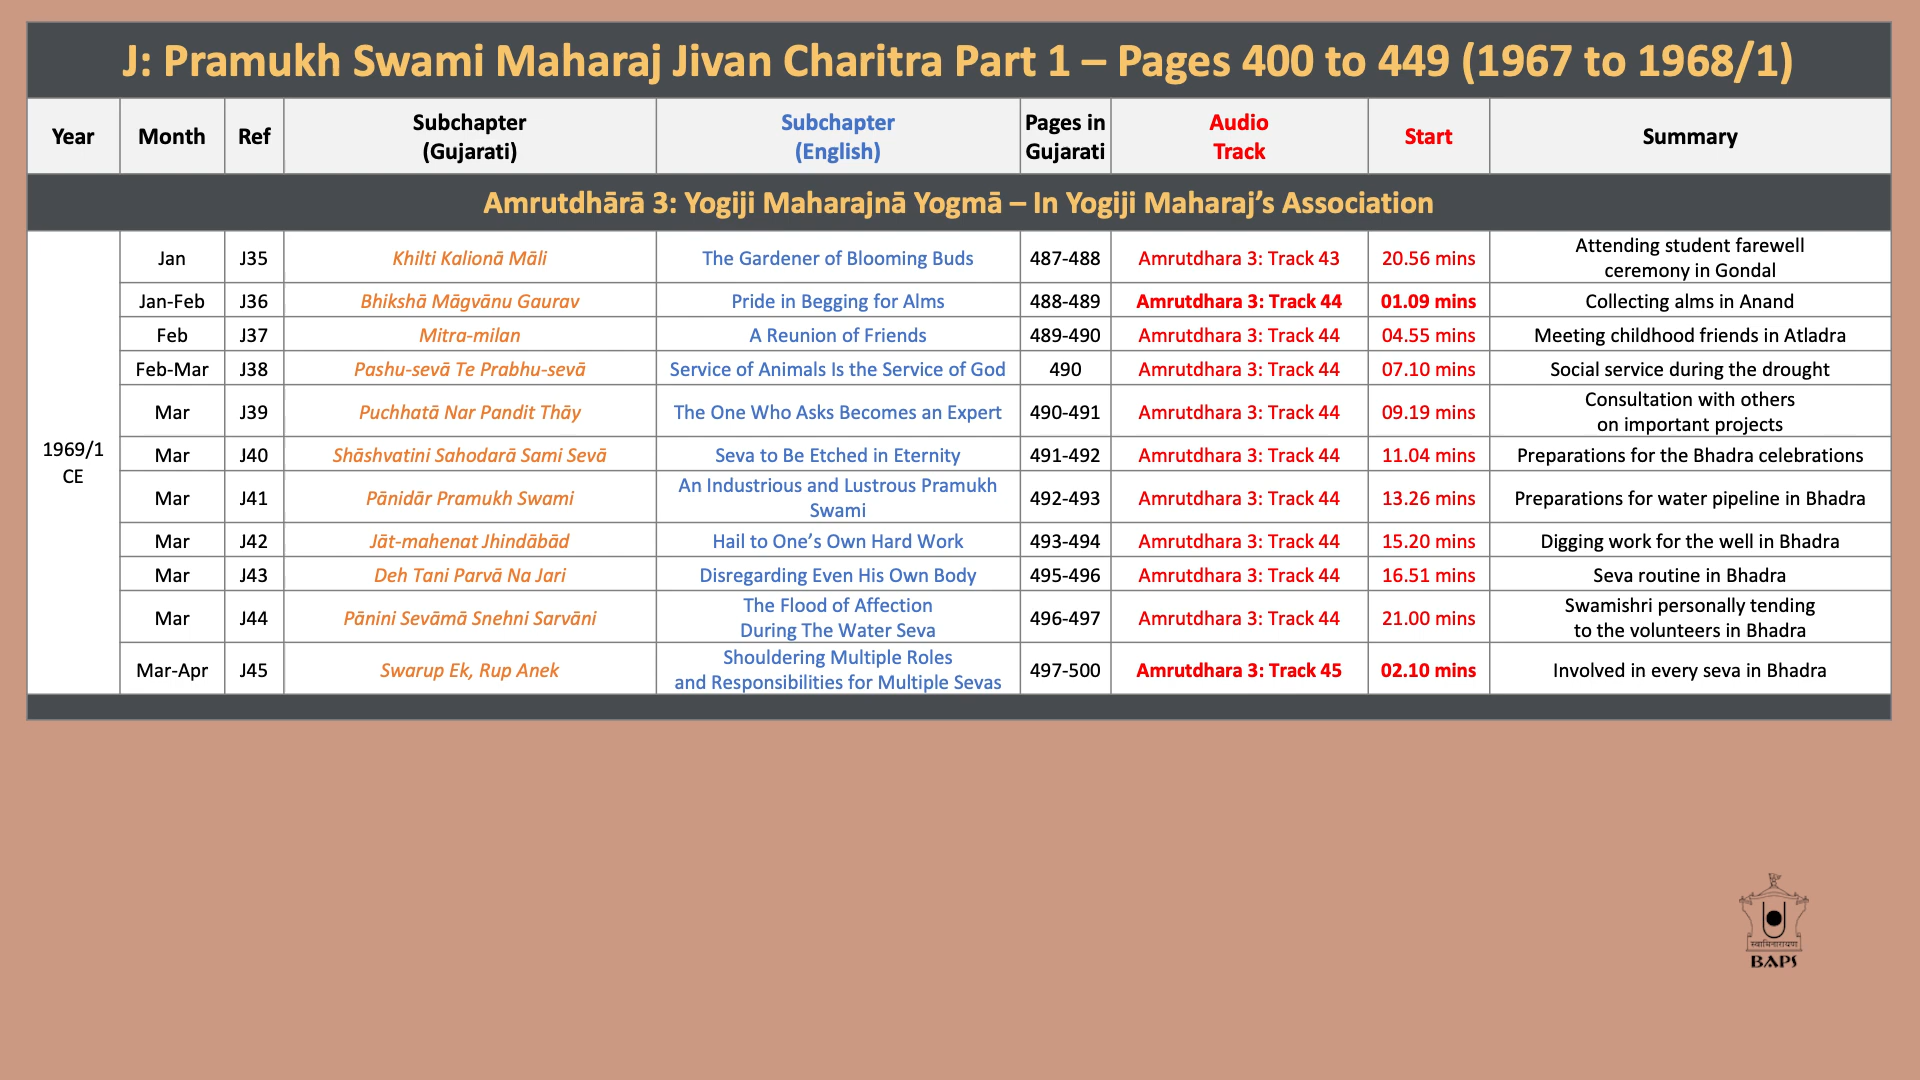 J: Pramukh Swami Maharaj Jivan Charitra Part 1 – Pages 400 to 449 (1967 to 1968/1)
Year Month Ref Subchapter (Gujarati) Subchapter (English) Pages in Gujarati Audio Track Start Summary
Amrutdhārā 3: Yogiji Maharajnā Yogmā – In Yogiji Maharaj’s Association
1969/1 CE
Jan J35 Khilti Kalionā Māli The Gardener of Blooming Buds 487-488 Amrutdhara 3: Track 43 20.56 mins Attending student farewell ceremony in Gondal
Jan-Feb J36 Bhikshā Māgvānu Gaurav Pride in Begging for Alms 488-489 Amrutdhara 3: Track 44 01.09 mins Collecting alms in Anand
Feb J37 Mitra-milan A Reunion of Friends 489-490 Amrutdhara 3: Track 44 04.55 mins Meeting childhood friends in Atladra
Feb-Mar J38 Pashu-sevā Te Prabhu-sevā Service of Animals Is the Service of God 490 Amrutdhara 3: Track 44 07.10 mins Social service during the drought
Mar J39 Puchhatā Nar Pandit Thāy The One Who Asks Becomes an Expert 490-491 Amrutdhara 3: Track 44 09.19 mins Consultation with others on important projects
Mar J40 Shāshvatini Sahodarā Sami Sevā Seva to Be Etched in Eternity 491-492 Amrutdhara 3: Track 44 11.04 mins Preparations for the Bhadra celebrations
Mar J41 Pānidār Pramukh Swami An Industrious and Lustrous Pramukh Swami 492-493 Amrutdhara 3: Track 44 13.26 mins Preparations for water pipeline in Bhadra
Mar J42 Jāt-mahenat Jhindābād Hail to One’s Own Hard Work 493-494 Amrutdhara 3: Track 44 15.20 mins Digging work for the well in Bhadra
Mar J43 Deh Tani Parvā Na Jari Disregarding Even His Own Body 495-496 Amrutdhara 3: Track 44 16.51 mins Seva routine in Bhadra
Mar J44 Pānini Sevāmā Snehni Sarvāni The Flood of Affection During The Water Seva 496-497 Amrutdhara 3: Track 44 21.00 mins Swamishri personally tending to the volunteers in Bhadra
Mar-Apr J45 Swarup Ek, Rup Anek Shouldering Multiple Roles and Responsibilities for Multiple Sevas 497-500 Amrutdhara 3: Track 45 02.10 mins Involved in every seva in Bhadra
स्वामिनारायण
BAPS